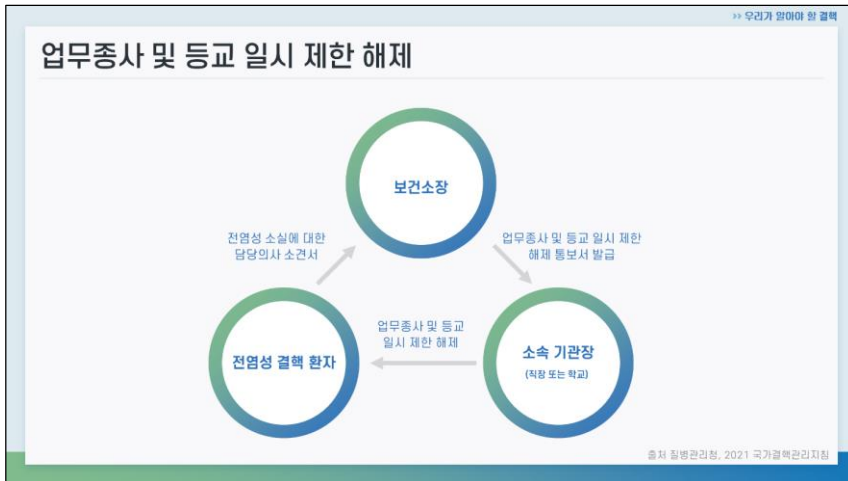 >> 우리가 알아야 할 결핵
업무종사 및 등교 일시 제한 해제
보건소장
전염성 소실에 대한
담당의사 소견서
업무종사 및 등교 일시 제한
해제 통보서 발급
업무종사 및 등교
일시 제한 해제
전염성 결핵 환자
소속 기관장
(직장 또는 학교)
출처 질병관리청, 2021 국가결핵관리지침